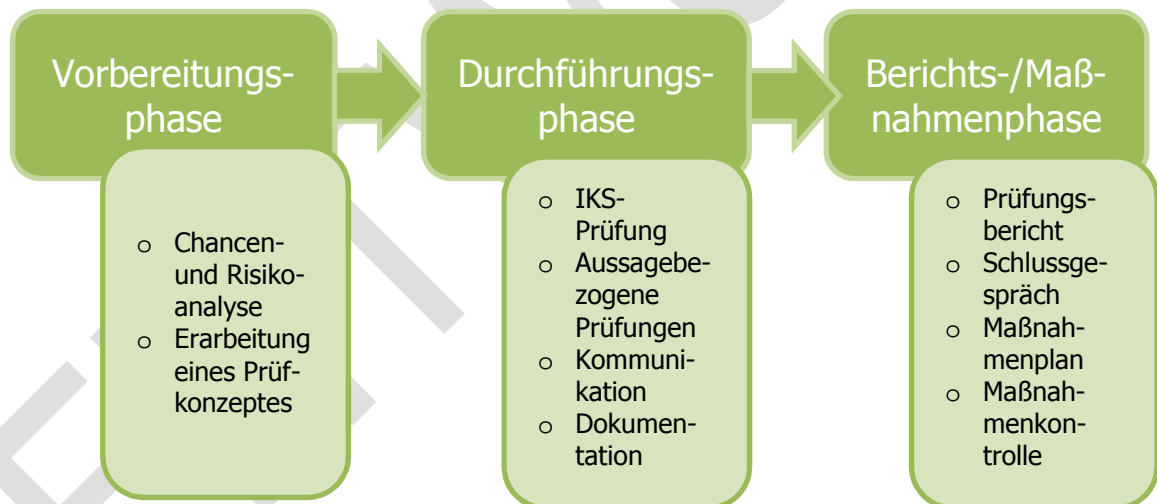 Vorbereitungs-
phase
Chancen-
und Risiko-
analyse
Erarbeitung
eines Prüf-
konzeptes
Durchführungs-
phase
IKS-
Prüfung
Aussagebe-
zogene
Prüfungen
Kommuni-
kation
Dokumen-
tation
Berichts-/Maß-
nahmenphase
Prüfungs-
bericht
Schlussge-
spräch
Maßnah-
menplan
Maßnah-
menkon-
trolle